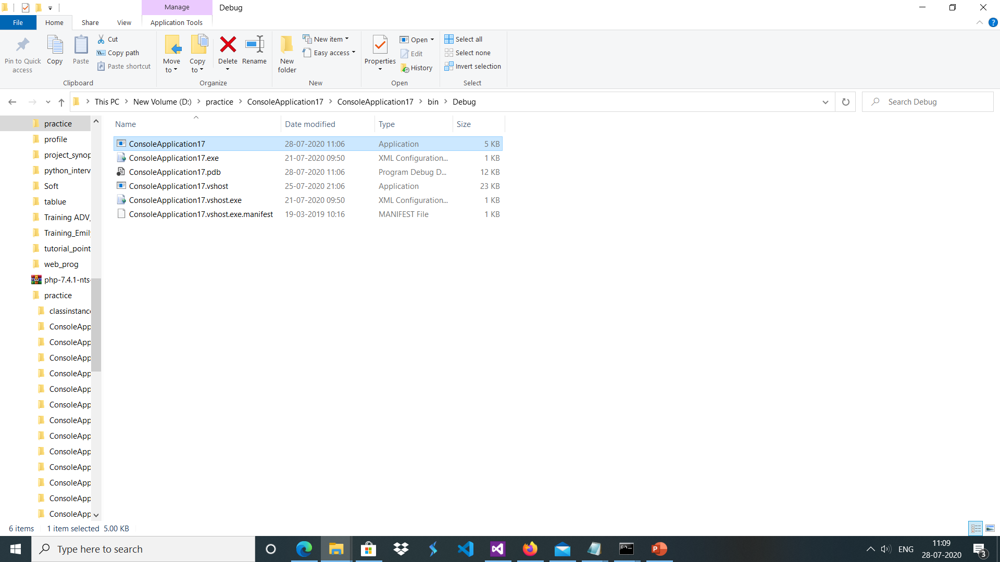 Manage
Debug
File
Home
Share
View
Application Tools
?
Pin to Quick access
Copy
Paste
Cut
Copy path
Paste shortcut
Clipboard
Move to
Copy to
Delete
Rename
Organize
New folder
New item
Easy access
New
Properties
Open
Edit
History
Open
Select all
Select none
Invert selection
Select
This PC
New Volume (D:)
practice
ConsoleApplication17
ConsoleApplication17
bin
Debug
Search Debug
practice
profile
project_synop
python_interv
Soft
tablue
Training ADV_
Training_Emily
tutorial_point
web_prog
php-7.4.1-nts-
practice
classinstance
ConsoleApp
ConsoleApp
ConsoleApp
ConsoleApp
ConsoleApp
ConsoleApp
ConsoleApp
ConsoleApp
ConsoleApp
ConsoleApp
ConsoleApp
ConsoleApp
ConsoleApp
Name Date modified Type Size
ConsoleApplication17 28-07-2020 11:06 Application 5 KB
ConsoleApplication17.exe 21-07-2020 09:50 XML Configuration... 1 KB
ConsoleApplication17.pdb 28-07-2020 11:06 Program Debug D... 12 KB
ConsoleApplication17.vshost 25-07-2020 21:06 Application 23 KB
ConsoleApplication17.vshost.exe 21-07-2020 09:50 XML Configuration... 1 KB
ConsoleApplication17.vshost.exe.manifest 19-03-2019 10:16 MANIFEST File 1 KB
6 items 1 item selected 5.00 KB
Type here to search
ENG
11:09
28-07-2020
3